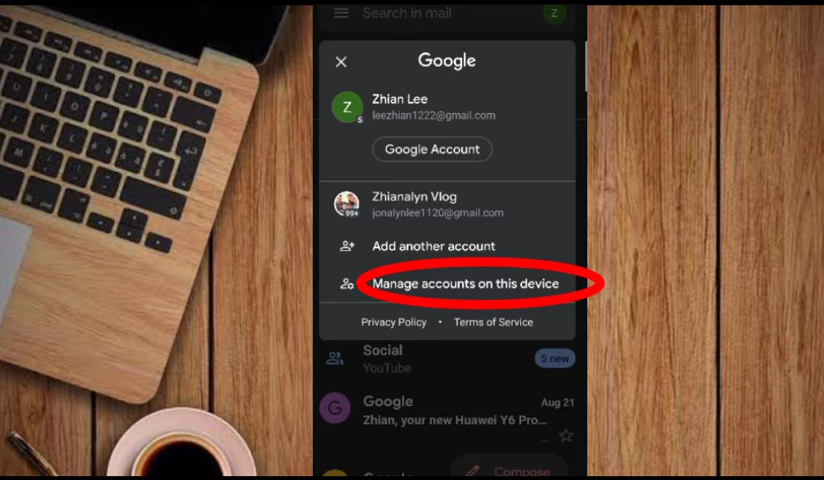 Search in mail
Z
Google
Z
Zhian Lee
leezhian1222@gmail.com
5
Google Account
Zhianalyn Vlog
jonalynlee1120@gmail.com
99+
Add another account
Manage accounts on this device
Privacy Policy • Terms of Service
Social
5 new
YouTube
G
Google
Aug 21
Zhian, your new Huawei Y6 Pro...
Compose